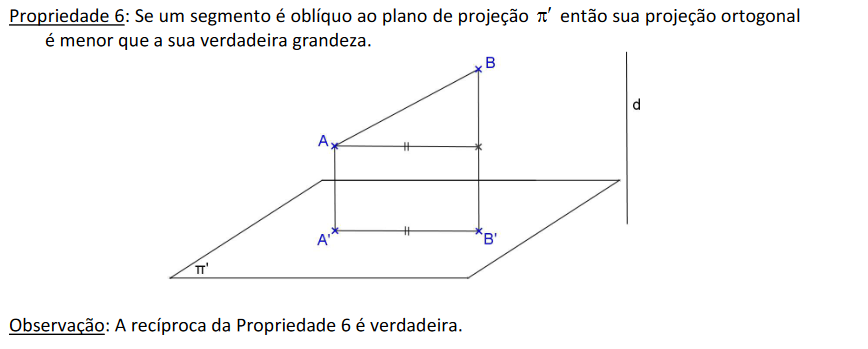 Propriedade 6: Se um segmento é oblíquo ao plano de projeção π′ então sua projeção ortogonal
é menor que a sua verdadeira grandeza.
B
d
A
A'
B'
π'
Observação: A recíproca da Propriedade 6 é verdadeira.